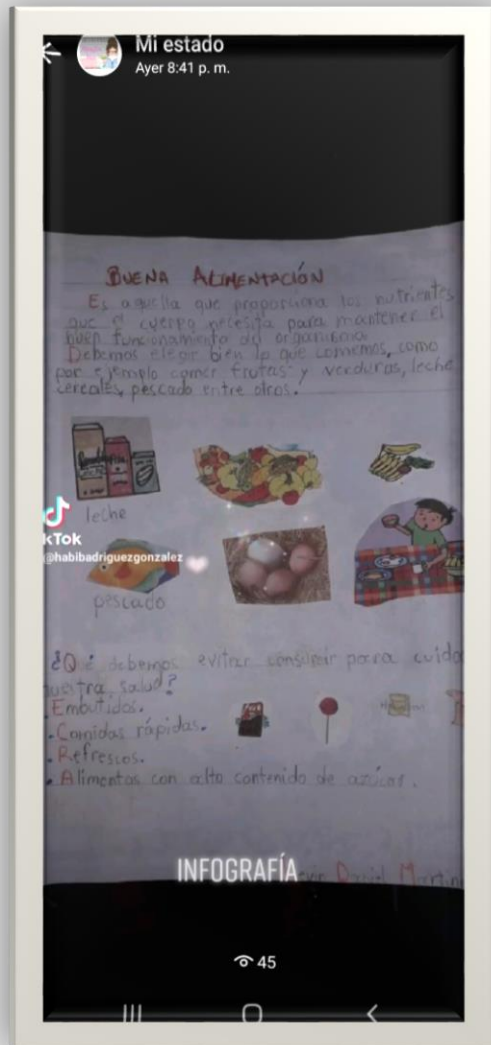 Mi estado
Ayer 8:41 p. m.
BUENA ALIMENTACIÓN
Es aquella que proporciona los nutrientes
que el cuerpo necesita para mantener el
buen funcionamiento del organismo.
Debemos elegir bien lo que comemos, como
por ejemplo comer frutas y verduras, leche
cereales, pescado entre otros.
leche
kTok
@habibadriguezgonzalez
pescado
debemos evitar consumir para cuida
nuestra salud?
.Embutidos.
.Comidas rápidas.
.Refrescos.
.Alimentos con alto contenido de azúcar.
INFOGRAFÍA
Martin
45